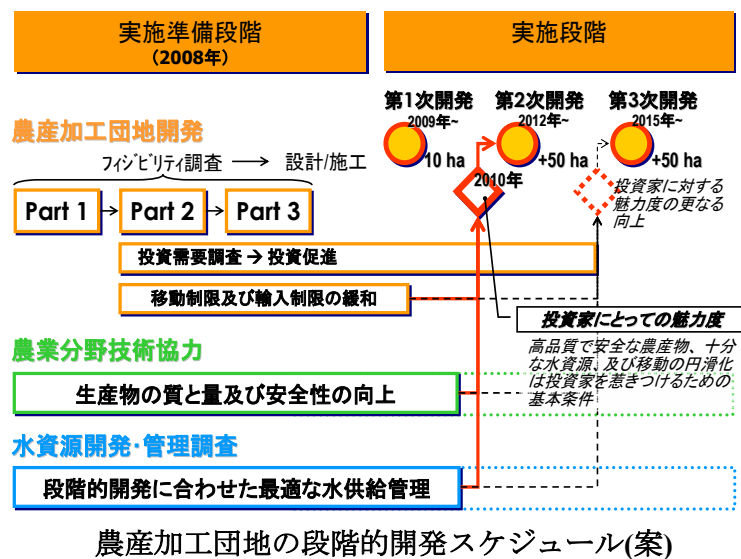 実施準備段階
（2008年）
実施段階
第1次開発
2009年~
10 ha
第2次開発
2012年~
+50 ha
第3次開発
2015年~
+50 ha
農産加工団地開発
ﾌｨｼﾞﾋﾞﾘﾃｨ調査 → 設計/施工
Part 1 → Part 2 → Part 3
2010年
投資家に対する
魅力度の更なる
向上
投資需要調査 → 投資促進
移動制限及び輸入制限の緩和
投資家にとっての魅力度
高品質で安全な農産物、十分
な水資源、及び移動の円滑化
は投資家を惹きつけるための
基本条件
農業分野技術協力
生産物の質と量及び安全性の向上
水資源開発・管理調査
段階的開発に合わせた最適な水供給管理
農産加工団地の段階的開発スケジュール(案)